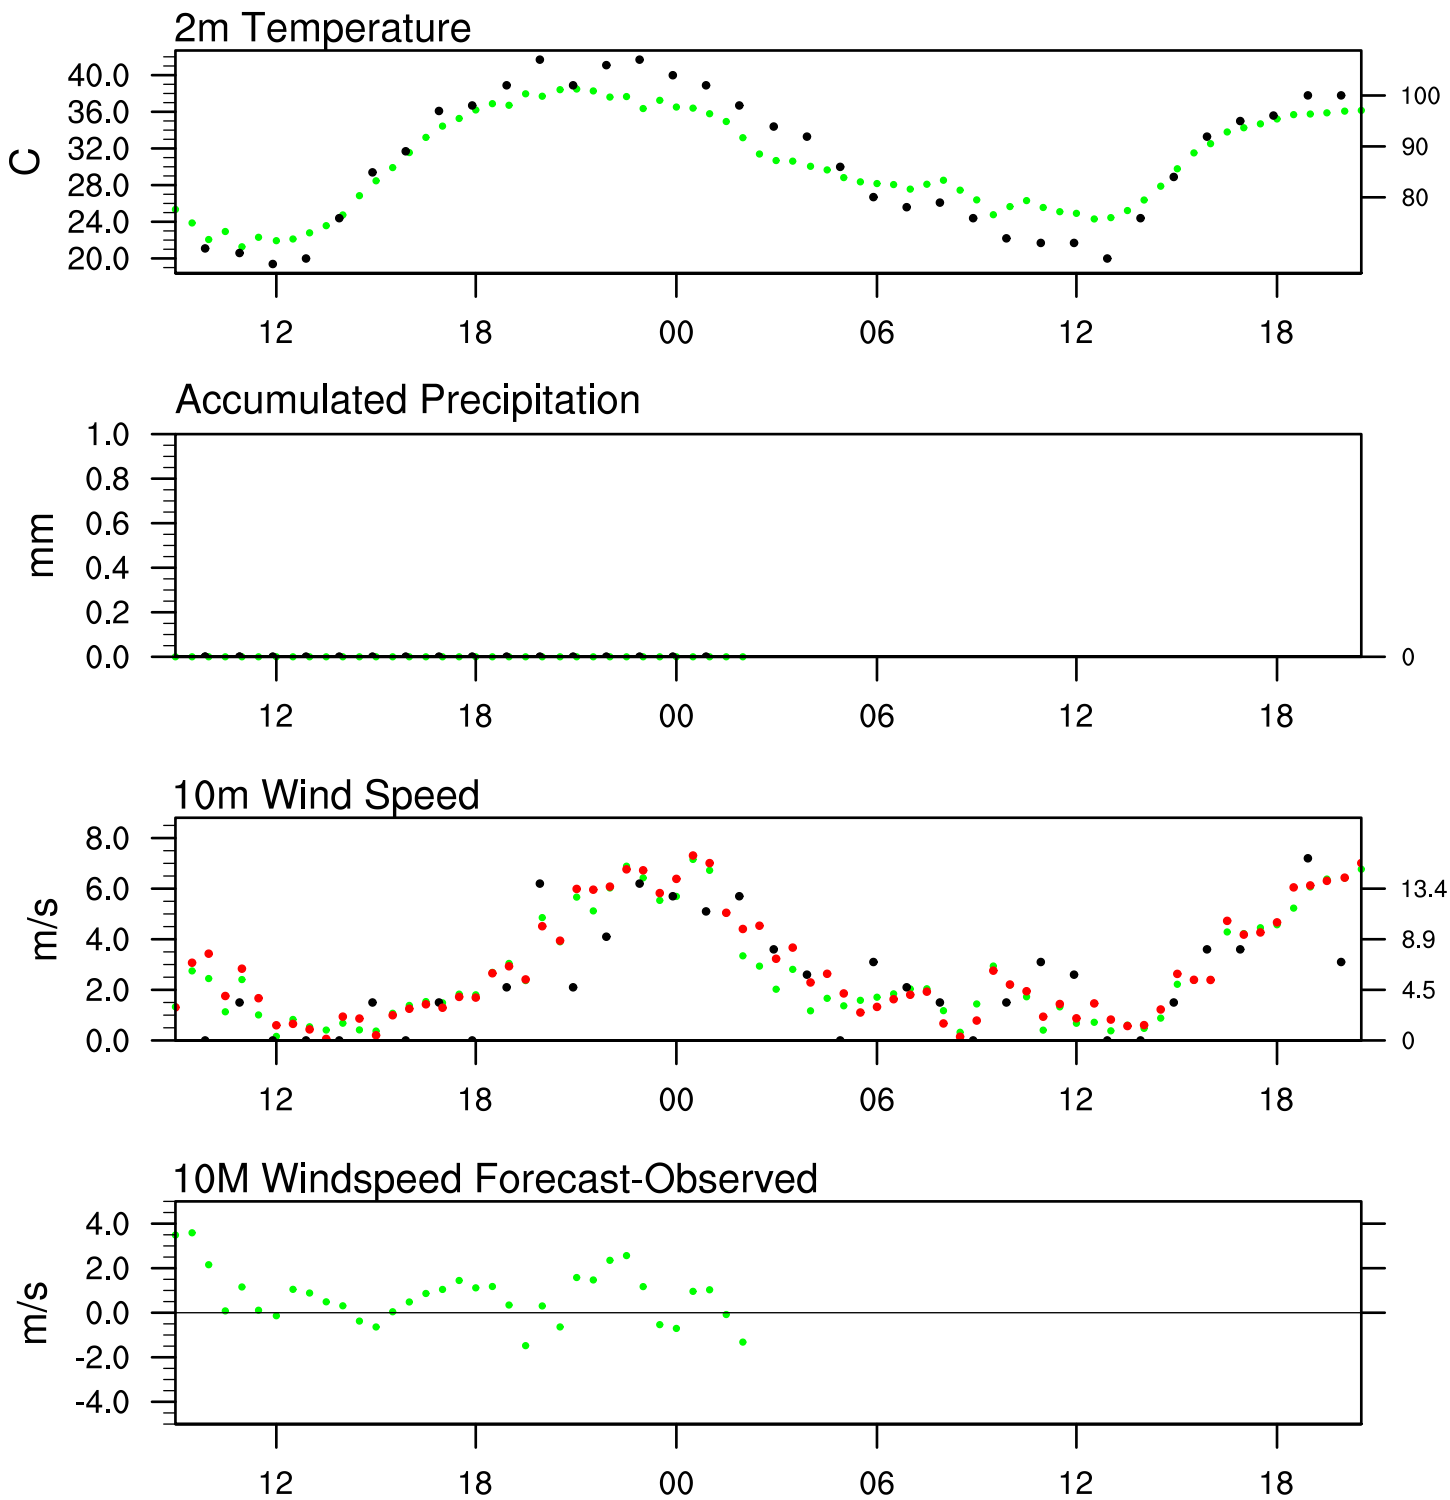 2m Temperature
40.0
36.0
32.0
28.0
24.0
20.0
C
100
90
80
12 18 00 06 12 18
Accumulated Precipitation
1.0
0.8
0.6
0.4
0.2
0.0
mm
0
12 18 00 06 12 18
10m Wind Speed
8.0
6.0
4.0
2.0
0.0
m/s
13.4
8.9
4.5
0
12 18 00 06 12 18
10M Windspeed Forecast-Observed
4.0
2.0
0.0
-2.0
-4.0
m/s
12 18 00 06 12 18